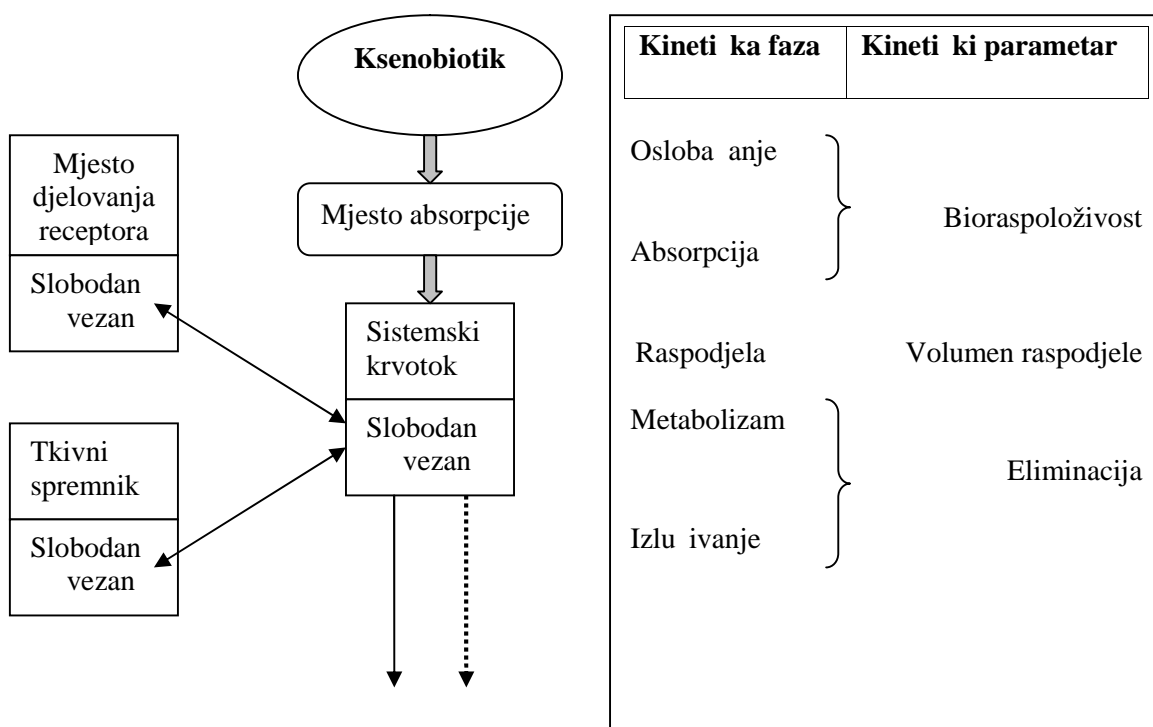 Ksenobiotik
Mjesto absorpcije
Mjesto
djelovanja
receptora
Slobodan
vezan
Sistemski
krvotok
Slobodan
vezan
Tkivni
spremnik
Slobodan
vezan
Kineti ka faza
Kineti ki parametar
Osloba anje
Absorpcija
Bioraspoloživost
Raspodjela
Volumen raspodjele
Metabolizam
Izlu ivanje
Eliminacija